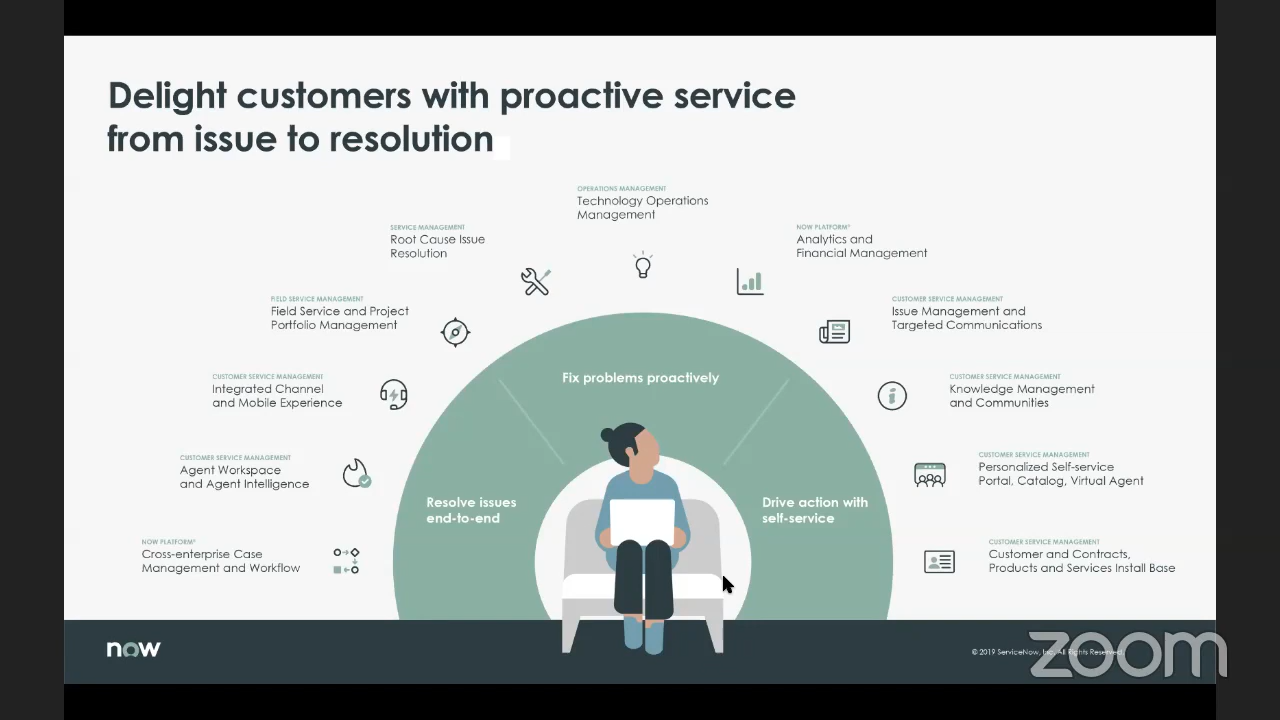 Delight customers with proactive service
from issue to resolution
OPERATIONS MANAGEMENT
Technology Operations
Management
SERVICE MANAGEMENT
Root Cause Issue
Resolution
NOW PLATFORM®
Analytics and
Financial Management
FIELD SERVICE MANAGEMENT
Field Service and Project
Portfolio Management
CUSTOMER SERVICE MANAGEMENT
Issue Management and
Targeted Communications
CUSTOMER SERVICE MANAGEMENT
Integrated Channel
and Mobile Experience
Fix problems proactively
CUSTOMER SERVICE MANAGEMENT
Knowledge Management
and Communities
CUSTOMER SERVICE MANAGEMENT
Agent Workspace
and Agent Intelligence
CUSTOMER SERVICE MANAGEMENT
Personalized Self-service
Portal, Catalog, Virtual Agent
Resolve issues
end-to-end
Drive action with
self-service
NOW PLATFORM®
Cross-enterprise Case
Management and Workflow
CUSTOMER SERVICE MANAGEMENT
Customer and Contracts,
Products and Services Install Base
now
© 2019 ServiceNow, Inc. All Rights Reserved.
zoom